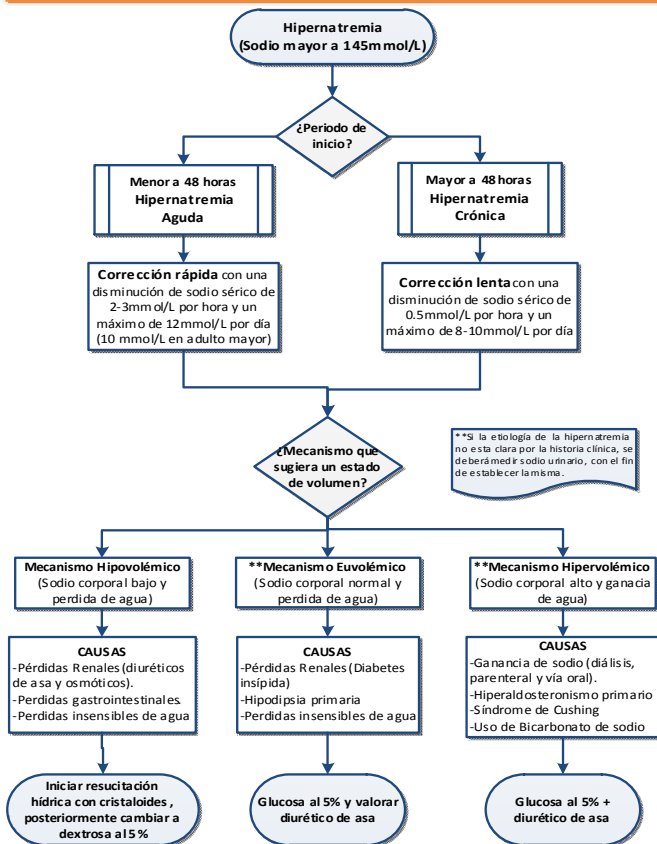 Hipernatremia
(Sodio mayor a 145mmol/L)
¿Periodo de
inicio?
Menor a 48 horas
Hipernatremia
Aguda
Mayor a 48 horas
Hipernatremia
Crónica
Corrección rápida con una
disminución de sodio sérico de
2-3mmol/L por hora y un
máximo de 12mmol/L por día
(10 mmol/L en adulto mayor)
Corrección lenta con una
disminución de sodio sérico de
0.5mmol/L por hora y un
máximo de 8-10mmol/L por día
¿Mecanismo que
sugiera un estado
de volumen?
**Si la etiología de la hipernatremia
no esta clara por la historia clínica, se
deberá medir sodio urinario, con el fin
de establecer la misma.
Mecanismo Hipovolémico
(Sodio corporal bajo y
perdida de agua)
**Mecanismo Euvolémico
(Sodio corporal normal y
perdida de agua)
**Mecanismo Hipervolémico
(Sodio corporal alto y ganacia
de agua)
CAUSAS
-Pérdidas Renales (diuréticos
de asa y osmóticos).
-Perdidas gastrointestinales.
-Perdidas insensibles de agua
CAUSAS
-Pérdidas Renales (Diabetes
insípida)
-Hipodipsia primaria
-Perdidas insensibles de agua
CAUSAS
-Ganancia de sodio (diálisis,
parenteral y vía oral).
-Hiperaldosteronismo primario
-Síndrome de Cushing
-Uso de Bicarbonato de sodio
Iniciar resucitación
hídrica con cristaloides,
posteriormente cambiar a
dextrosa al 5%
Glucosa al 5% y valorar
diurético de asa
Glucosa al 5% +
diurético de asa